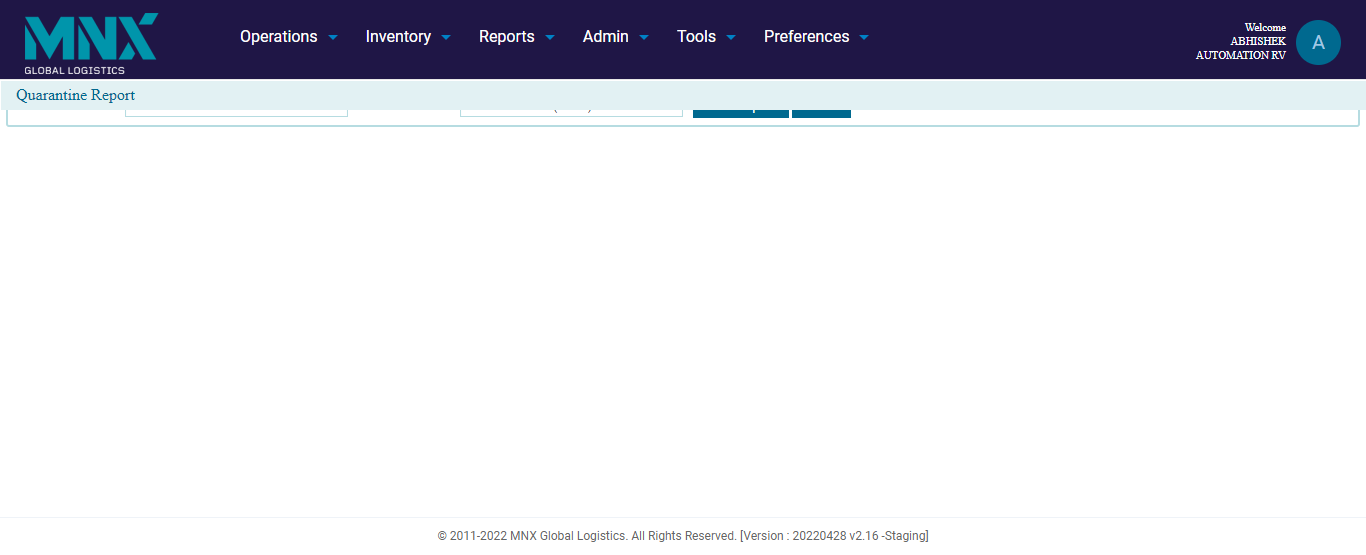 MNX
GLOBAL LOGISTICS
Operations Inventory Reports Admin Tools Preferences
Welcome
ABHISHEK
AUTOMATION RV
A
Quarantine Report
© 2011-2022 MNX Global Logistics. All Rights Reserved. [Version : 20220428 v2.16 -Staging]